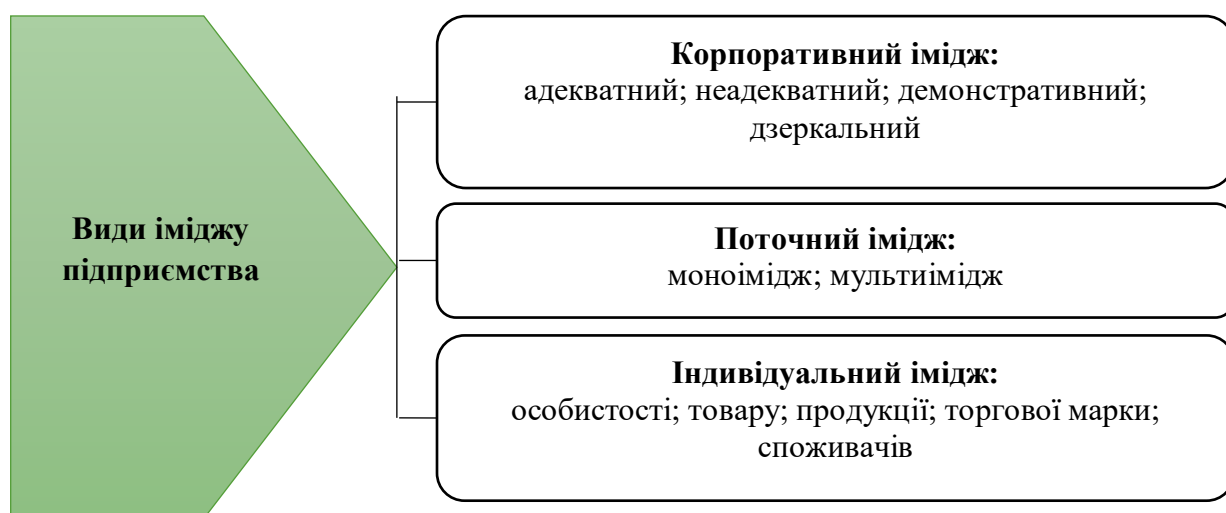 Види іміджу
підприємства
Корпоративний імідж:
адекватний; неадекватний; демонстративний;
дзеркальний
Поточний імідж:
моноімідж; мультиімідж
Індивідуальний імідж:
особистості; товару; продукції; торгової марки;
споживачів